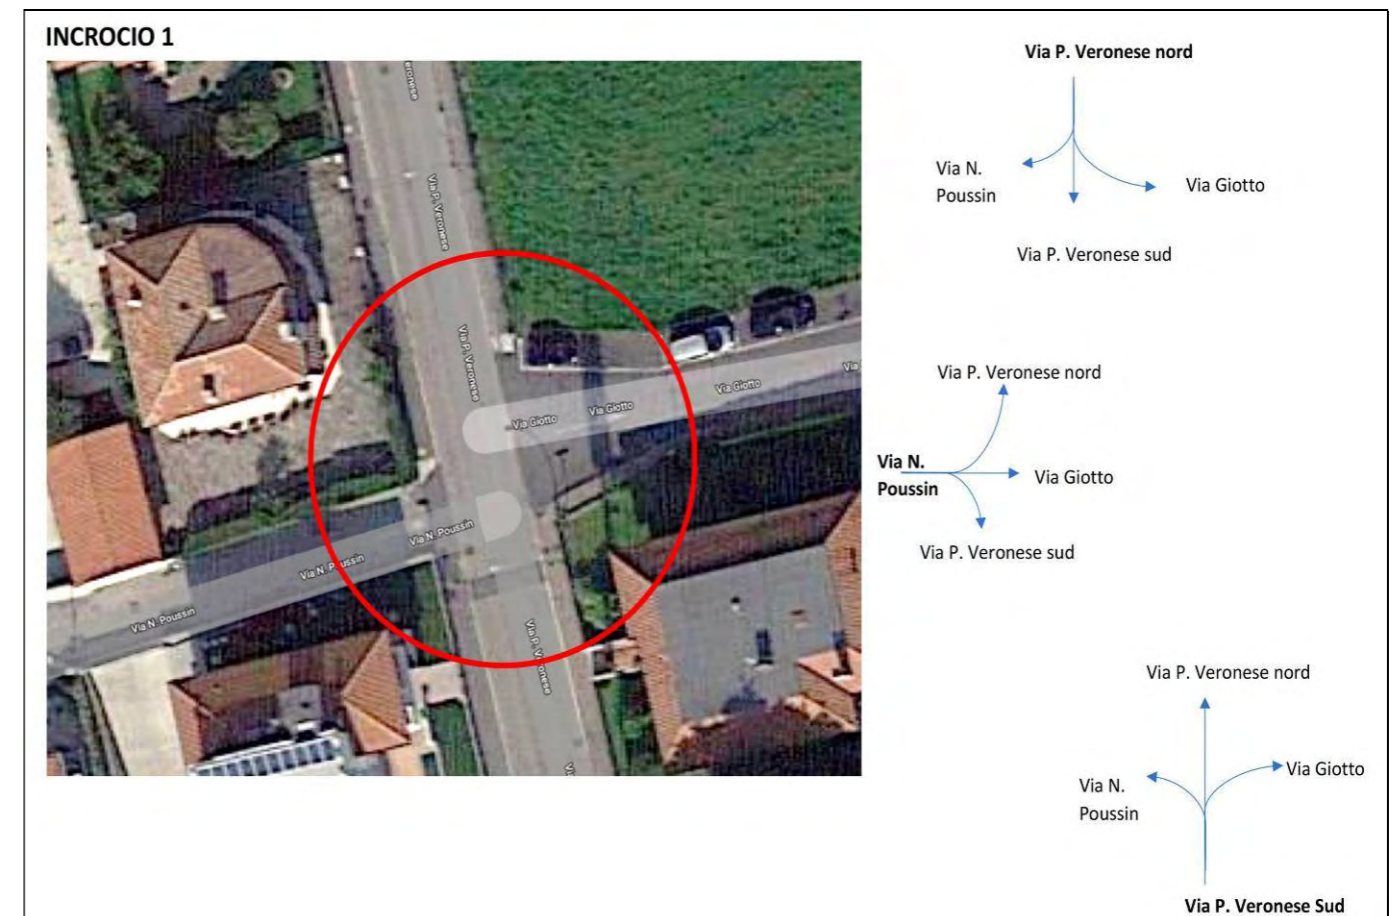 INCROCIO 1
eronese
Via P. Veronese
Via P. Veronese
Via Giotto
Via Giotto
Via Giotto
Via
Via N. Poussin
Via N. Poussin
Via N. Poussin
Via P. Veronese
Via P. Veronese nord
Via N.
Poussin
Via Giotto
Via P. Veronese sud
Via P. Veronese nord
Via N.
Poussin
Via Giotto
Via P. Veronese sud
Via P. Veronese nord
Via N.
Poussin
Via Giotto
Via P. Veronese Sud